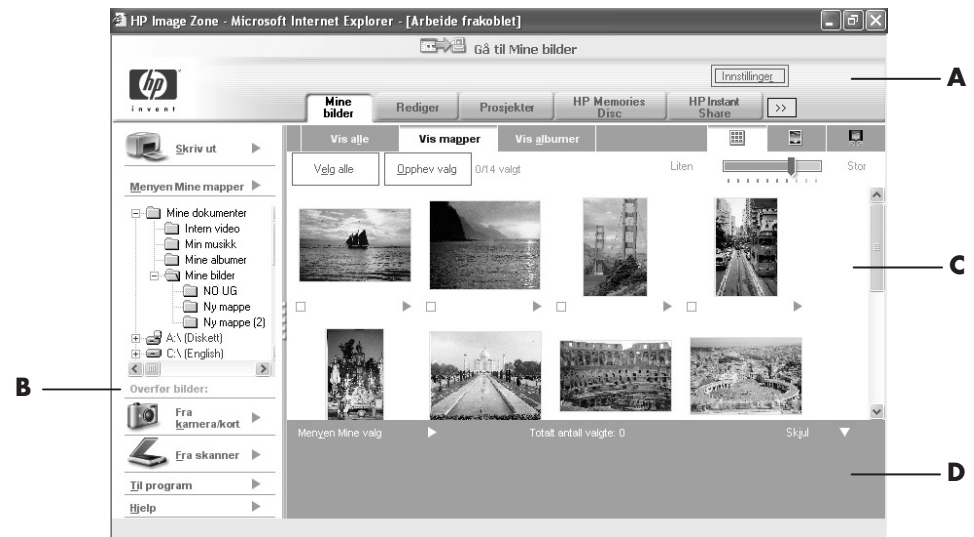 HP Image Zone - Microsoft Internet Explorer - [Arbeide frakoblet]
Gå til Mine bilder
hp
invent
Innstillinger
A
Mine bilder
Rediger
Prosjekter
HP Memories Disc
HP Instant Share
>>
Skriv ut
Vis alle
Vis mapper
Vis albumer
Velg alle
Opphev valg
0/14 valgt
Liten
Stor
Menyen Mine mapper
Mine dokumenter
Intern video
Min musikk
Mine albumer
Mine bilder
NO UG
Ny mappe
Ny mappe (2)
A:\ (Diskett)
C:\ (English)
C
B
Overfør bilder:
Fra kamera/kort
Fra skanner
Til program
Hjelp
Menyen Mine valg
Totalt antall valgte: 0
Skjul
D